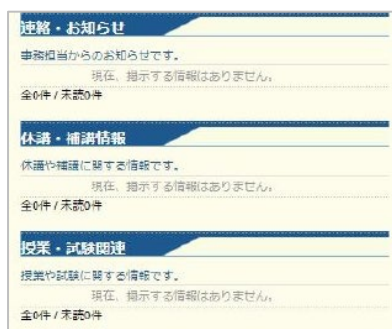 連絡・お知らせ
事務担当からのお知らせです。
現在、掲示する情報はありません。
全0件 / 未読0件
休講・補講情報
休講や補講に関する情報です。
現在、掲示する情報はありません。
全0件 / 未読0件
授業・試験関連
授業や試験に関する情報です。
現在、掲示する情報はありません。
全0件 / 未読0件